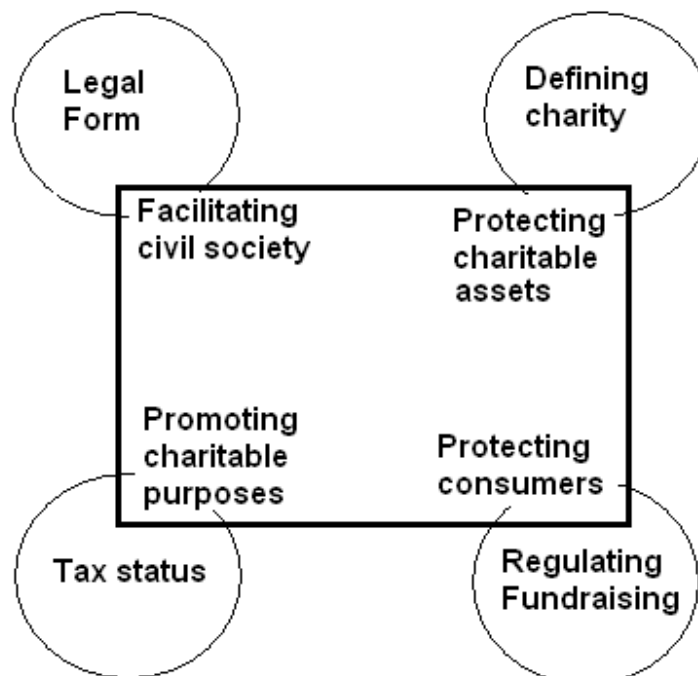 Legal
Form
Defining
charity
Facilitating
civil society
Protecting
charitable
assets
Promoting
charitable
purposes
Protecting
consumers
Tax status
Regulating
Fundraising